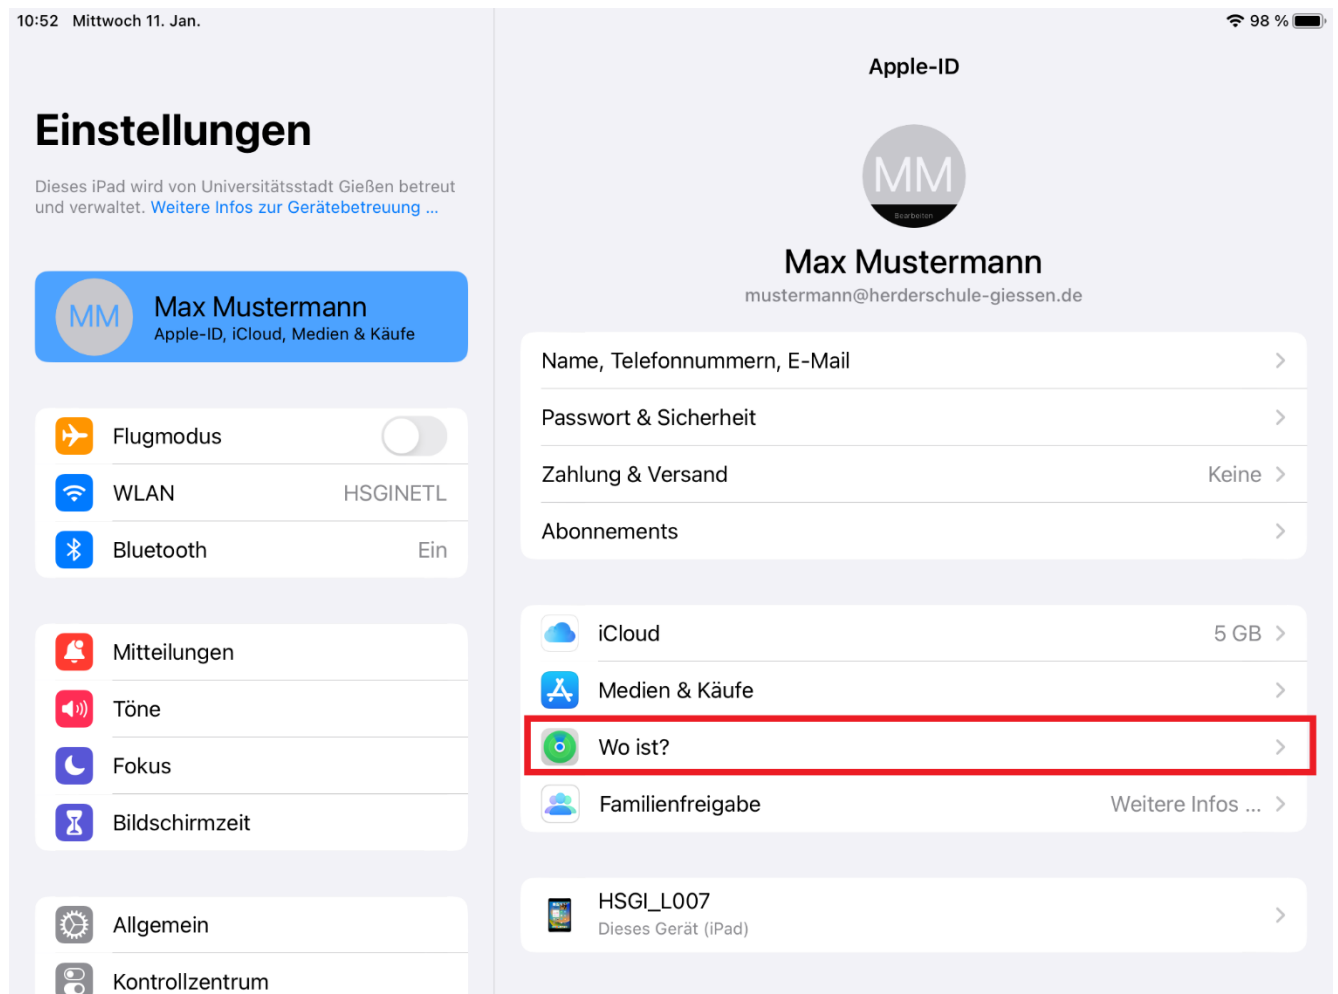 10:52 Mittwoch 11. Jan.
98 %
Einstellungen
Dieses iPad wird von Universitätsstadt Gießen betreut
und verwaltet. Weitere Infos zur Gerätebetreuung ...
MM
Max Mustermann
Apple-ID, iCloud, Medien & Käufe
Flugmodus
WLAN HSGINETL
Bluetooth Ein
Mitteilungen
Töne
Fokus
Bildschirmzeit
Allgemein
Kontrollzentrum
Apple-ID
MM
Bearbeiten
Max Mustermann
mustermann@herderschule-giessen.de
Name, Telefonnummern, E-Mail
Passwort & Sicherheit
Zahlung & Versand Keine
Abonnements
iCloud 5 GB
Medien & Käufe
Wo ist?
Familienfreigabe Weitere Infos ...
HSGI_L007
Dieses Gerät (iPad)